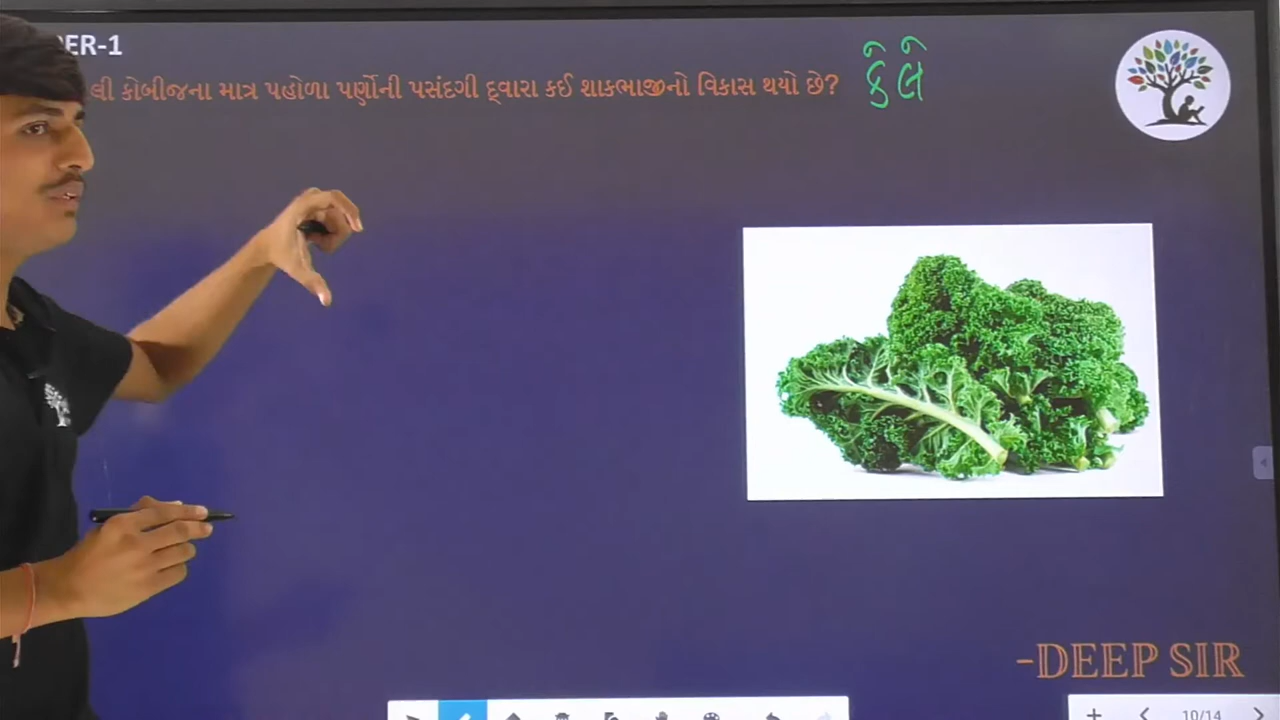 ER-1
લી કોબીજના માત્ર પહોળા પર્ણોની પસંદગી દ્વારા કઈ શાકભાજીનો વિકાસ થયો છે? કેલે
-DEEP SIR
10/14